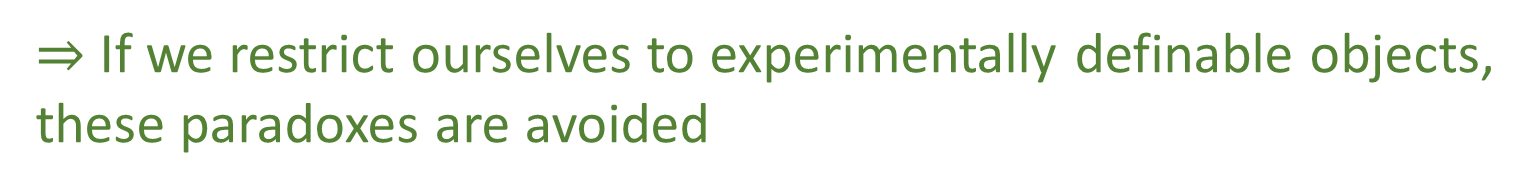 ⇒ If we restrict ourselves to experimentally definable objects,
these paradoxes are avoided